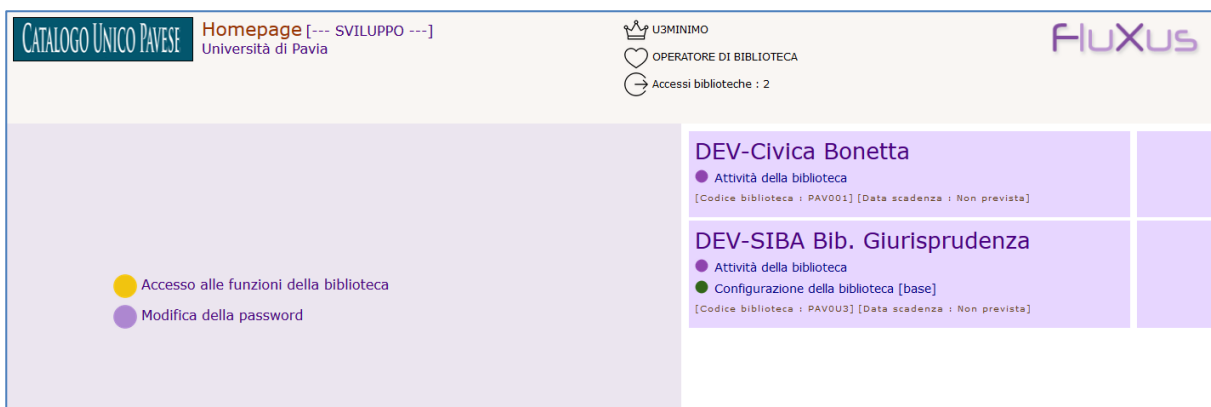 CATALOGO UNICO PAVESE
Homepage [--- SVILUPPO ---]
Università di Pavia
U3MINIMO
OPERATORE DI BIBLIOTECA
Accessi biblioteche : 2
FluXus
Accesso alle funzioni della biblioteca
Modifica della password
DEV-Civica Bonetta
Attività della biblioteca
[Codice biblioteca : PAV001] [Data scadenza : Non prevista]
DEV-SIBA Bib. Giurisprudenza
Attività della biblioteca
Configurazione della biblioteca [base]
[Codice biblioteca : PAV0U3] [Data scadenza : Non prevista]